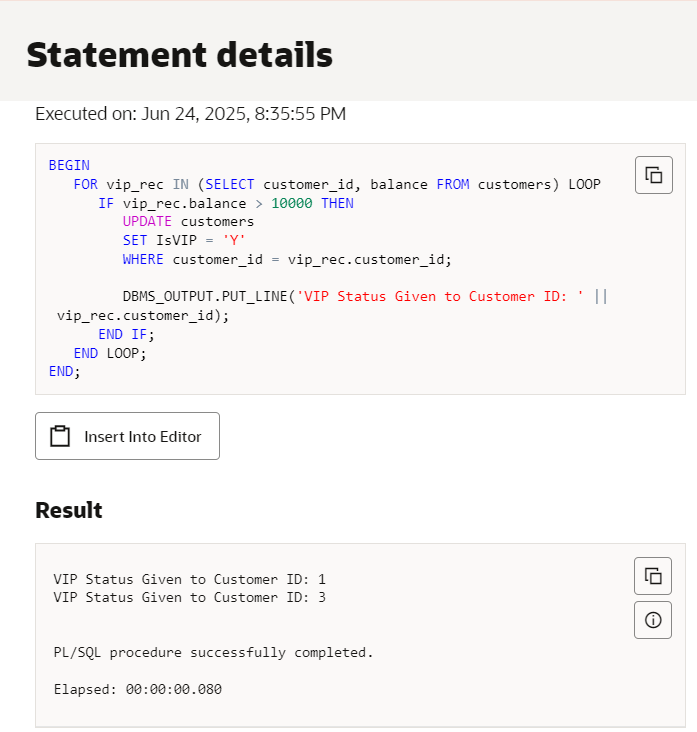 Statement details
Executed on: Jun 24, 2025, 8:35:55 PM
BEGIN
   FOR vip_rec IN (SELECT customer_id, balance FROM customers) LOOP
      IF vip_rec.balance > 10000 THEN
         UPDATE customers
         SET IsVIP = 'Y'
         WHERE customer_id = vip_rec.customer_id;
         DBMS_OUTPUT.PUT_LINE('VIP Status Given to Customer ID: ' ||
 vip_rec.customer_id);
      END IF;
   END LOOP;
END;
Insert Into Editor
Result
VIP Status Given to Customer ID: 1
VIP Status Given to Customer ID: 3
PL/SQL procedure successfully completed.
Elapsed: 00:00:00.080